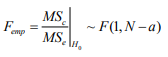 F_emp = MS_c / MS_e |_{H_0} ~ F(1, N − a)